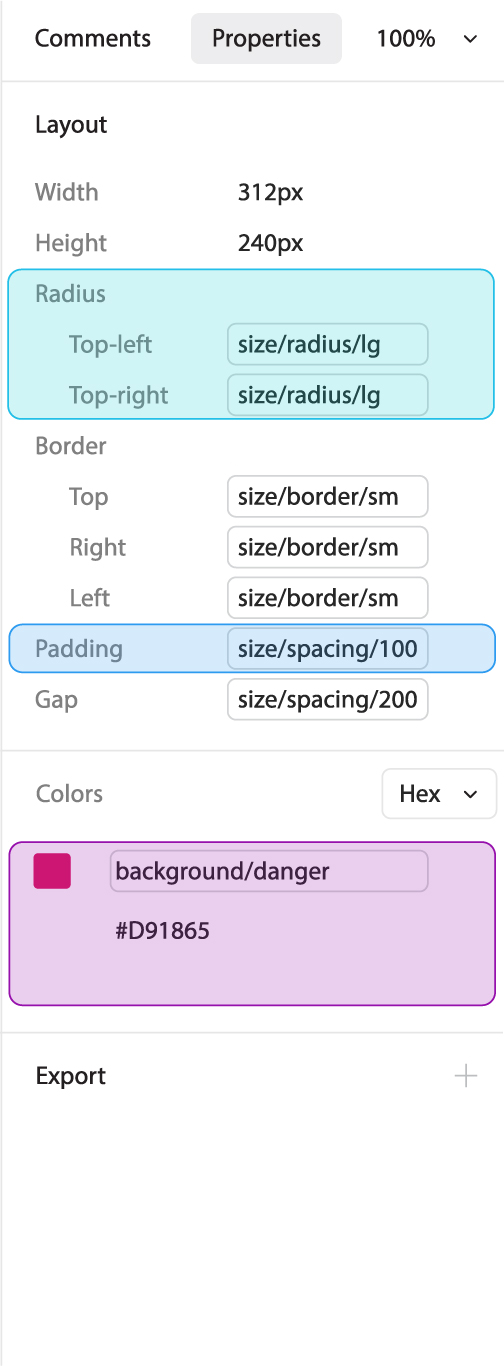 Comments Properties 100%
Layout
Width 312px
Height 240px
Radius
Top-left size/radius/lg
Top-right size/radius/lg
Border
Top size/border/sm
Right size/border/sm
Left size/border/sm
Padding size/spacing/100
Gap size/spacing/200
Colors Hex
background/danger
#D91865
Export